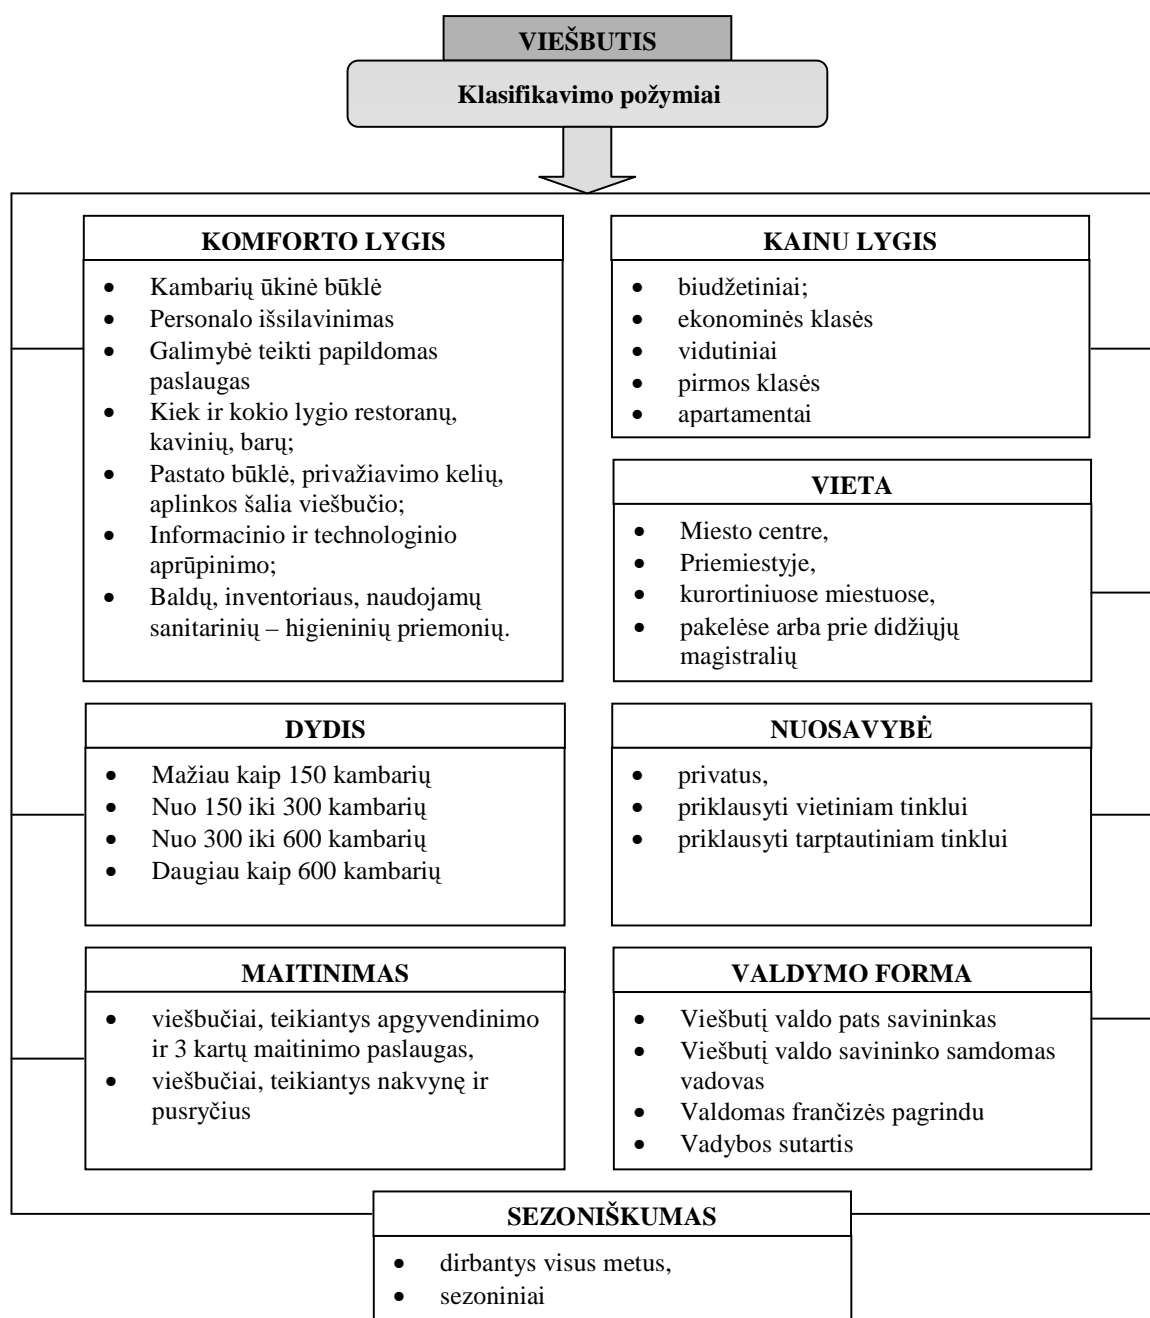 VIEŠBUTIS
Klasifikavimo požymiai
KOMFORTO LYGIS
• Kambarių ūkinė būklė
• Personalo išsilavinimas
• Galimybė teikti papildomas
paslaugas
• Kiek ir kokio lygio restoranų,
kavinių, barų;
• Pastato būklė, privažiavimo kelių,
aplinkos šalia viešbučio;
• Informacinio ir technologinio
aprūpinimo;
• Baldų, inventoriaus, naudojamų
sanitarinių – higieninių priemonių.
KAINU LYGIS
• biudžetiniai;
• ekonominės klasės
• vidutiniai
• pirmos klasės
• apartamentai
VIETA
• Miesto centre,
• Priemiestyje,
• kurortiniuose miestuose,
• pakelėse arba prie didžiųjų
magistralių
DYDIS
• Mažiau kaip 150 kambarių
• Nuo 150 iki 300 kambarių
• Nuo 300 iki 600 kambarių
• Daugiau kaip 600 kambarių
NUOSAVYBĖ
• privatus,
• priklausyti vietiniam tinklui
• priklausyti tarptautiniam tinklui
MAITINIMAS
• viešbučiai, teikiantys apgyvendinimo
ir 3 kartų maitinimo paslaugas,
• viešbučiai, teikiantys nakvynę ir
pusryčius
VALDYMO FORMA
• Viešbutį valdo pats savininkas
• Viešbutį valdo savininko samdomas
vadovas
• Valdomas frančizės pagrindu
• Vadybos sutartis
SEZONIŠKUMAS
• dirbantys visus metus,
• sezoniniai